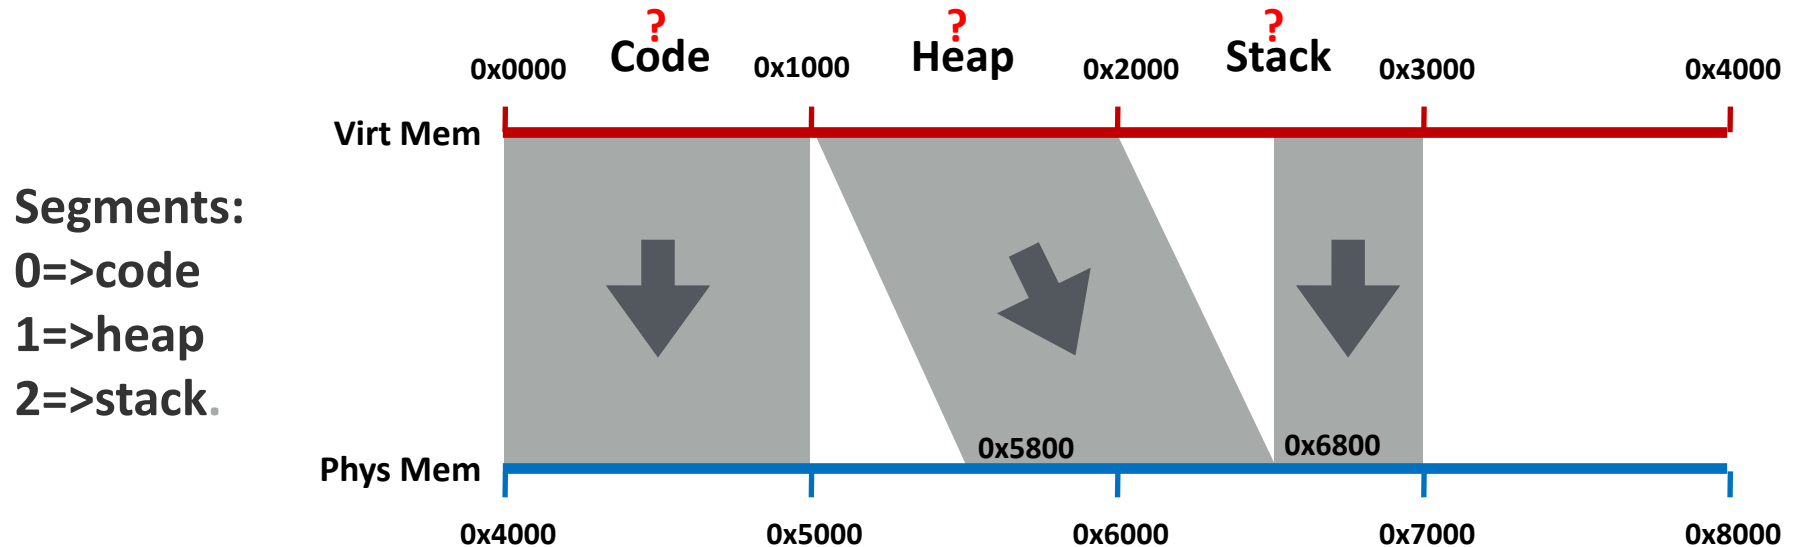 ? ? ?
0x0000 Code 0x1000 Heap 0x2000 Stack 0x3000 0x4000
Virt Mem
Segments:
0=>code
1=>heap
2=>stack.
0x5800 0x6800
Phys Mem
0x4000 0x5000 0x6000 0x7000 0x8000